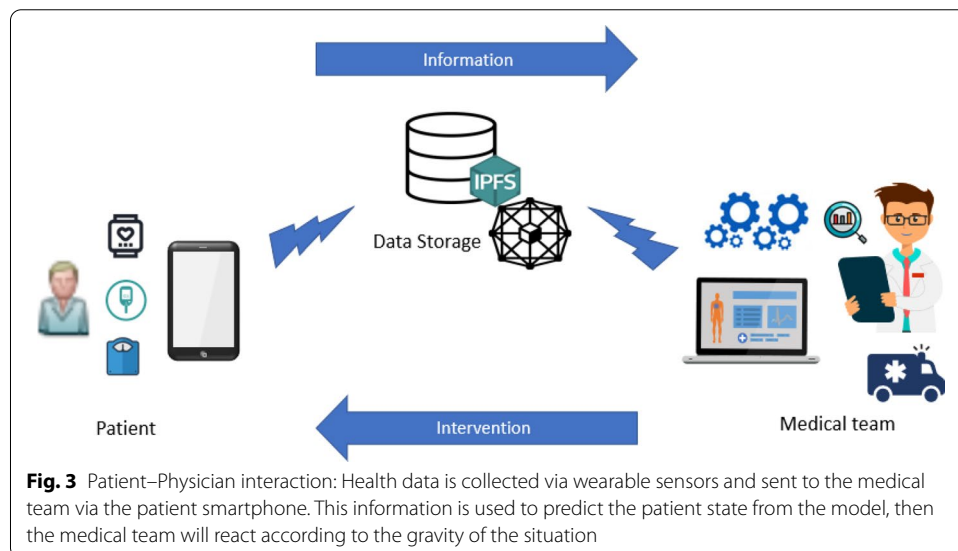 Information
IPFS
Data Storage
Patient
Medical team
Intervention
Fig. 3 Patient–Physician interaction: Health data is collected via wearable sensors and sent to the medical
team via the patient smartphone. This information is used to predict the patient state from the model, then
the medical team will react according to the gravity of the situation